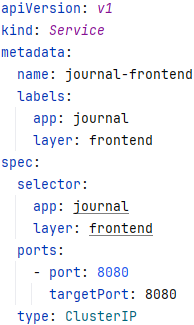 apiVersion: v1
kind: Service
metadata:
  name: journal-frontend
  labels:
    app: journal
    layer: frontend
spec:
  selector:
    app: journal
    layer: frontend
  ports:
    - port: 8080
      targetPort: 8080
  type: ClusterIP